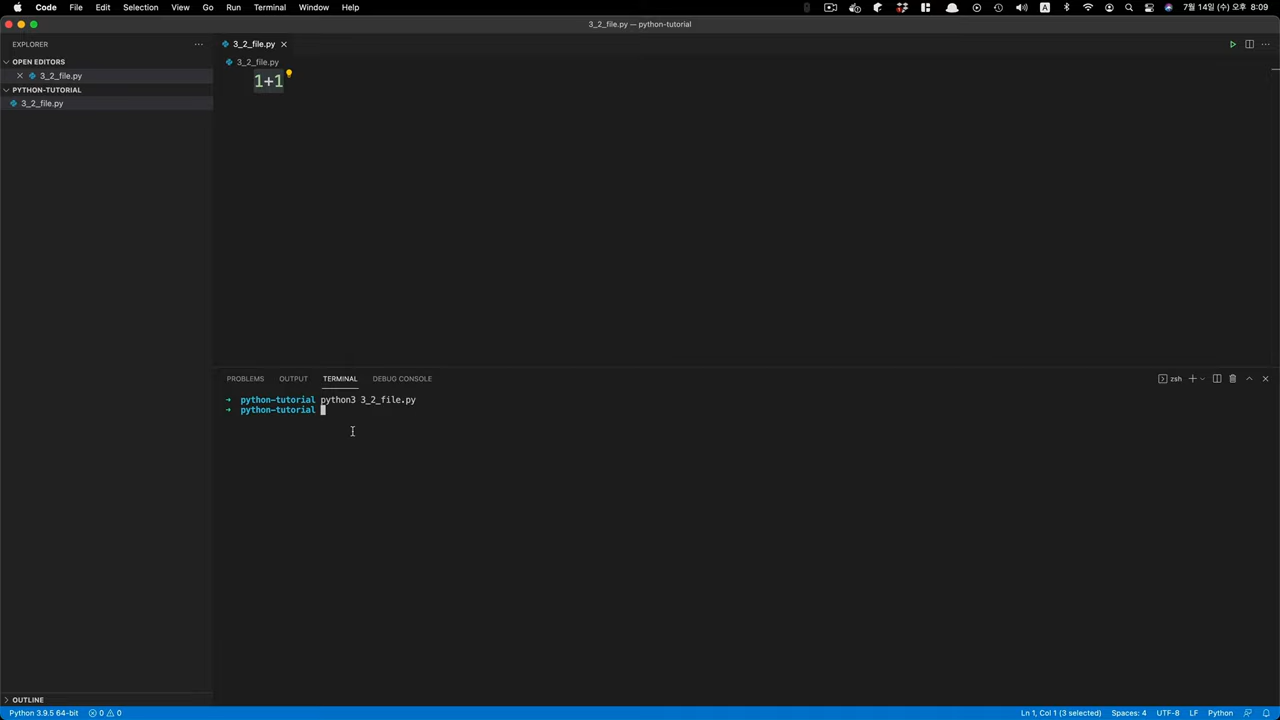 Code File Edit Selection View Go Run Terminal Window Help A 7월 14일 (수) 오후 8:09
3_2_file.py — python-tutorial
EXPLORER
3_2_file.py
OPEN EDITORS
3_2_file.py
1+1
3_2_file.py
PYTHON-TUTORIAL
3_2_file.py
PROBLEMS OUTPUT TERMINAL DEBUG CONSOLE zsh
python-tutorial python3 3_2_file.py
python-tutorial
OUTLINE
Python 3.9.5 64-bit 0 0 Ln 1, Col 1 (3 selected) Spaces: 4 UTF-8 LF Python